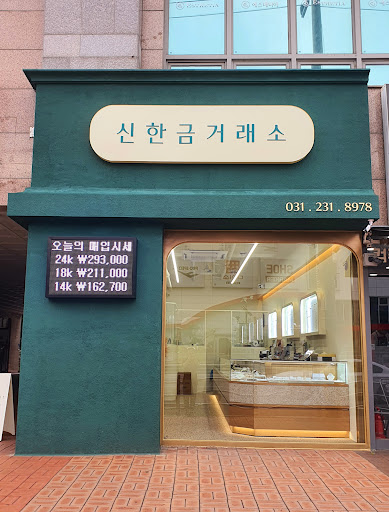 신한금거래소
031 . 231 . 8978
오늘의 매입시세
24k ₩293,000
18k ₩211,000
14k ₩162,700
SHOE